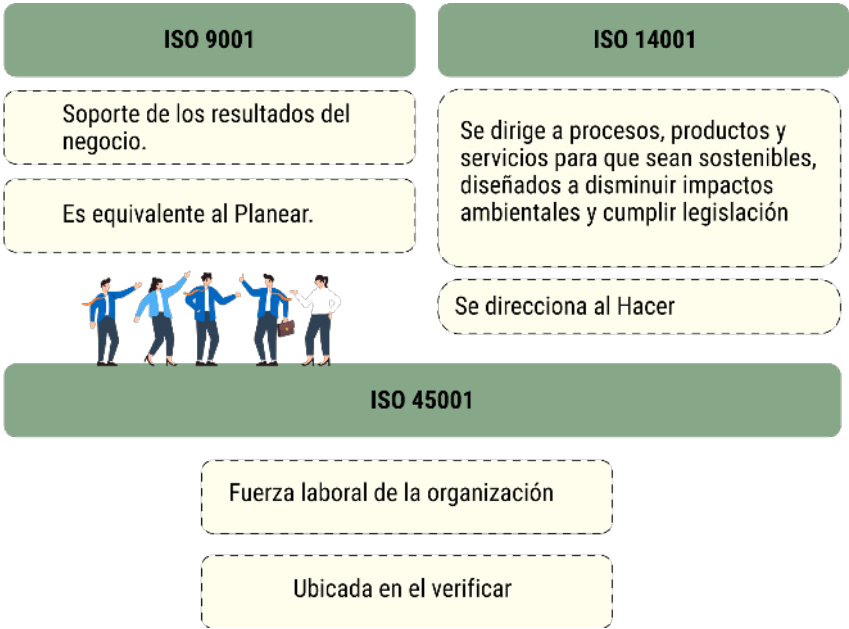 ISO 9001
Soporte de los resultados del
negocio.
Es equivalente al Planear.
ISO 14001
Se dirige a procesos, productos y
servicios para que sean sostenibles,
diseñados a disminuir impactos
ambientales y cumplir legislación
Se direcciona al Hacer
ISO 45001
Fuerza laboral de la organización
Ubicada en el verificar